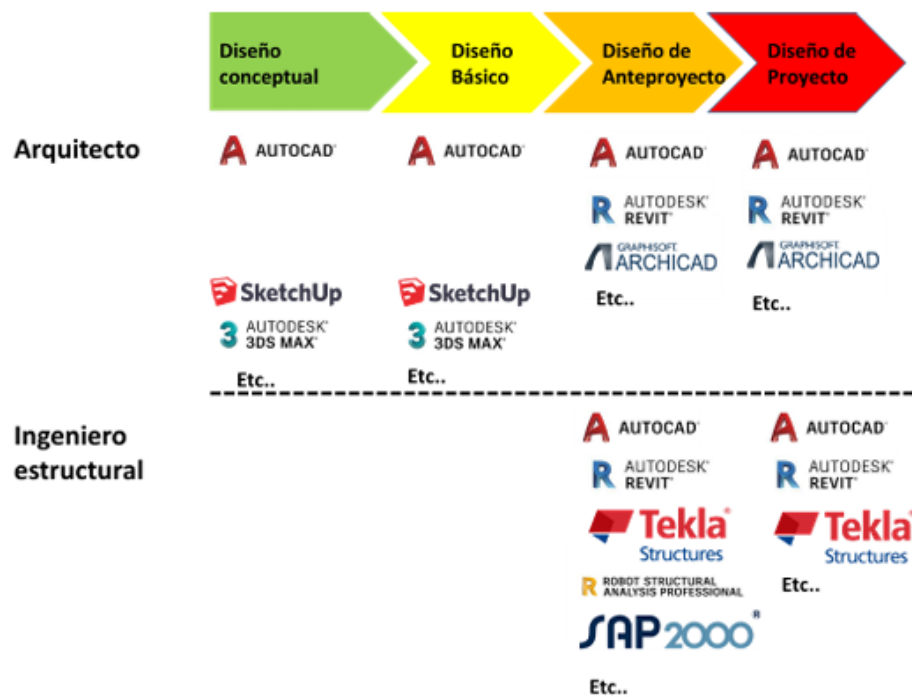 Diseño
conceptual
Diseño
Básico
Diseño de
Anteproyecto
Diseño de
Proyecto
Arquitecto
AUTOCAD®
AUTOCAD®
AUTOCAD®
AUTOCAD®
AUTODESK®
REVIT®
AUTODESK®
REVIT®
GRAPHISOFT.
ARCHICAD
GRAPHISOFT.
ARCHICAD
SketchUp
SketchUp
Etc..
Etc..
3 AUTODESK®
3DS MAX®
3 AUTODESK®
3DS MAX®
Etc..
Etc..
Ingeniero
estructural
A AUTOCAD®
A AUTOCAD®
R AUTODESK®
REVIT®
R AUTODESK®
REVIT®
Tekla®
Structures
Tekla®
Structures
R ROBOT STRUCTURAL
ANALYSIS PROFESSIONAL
Etc..
SAP2000®
Etc..